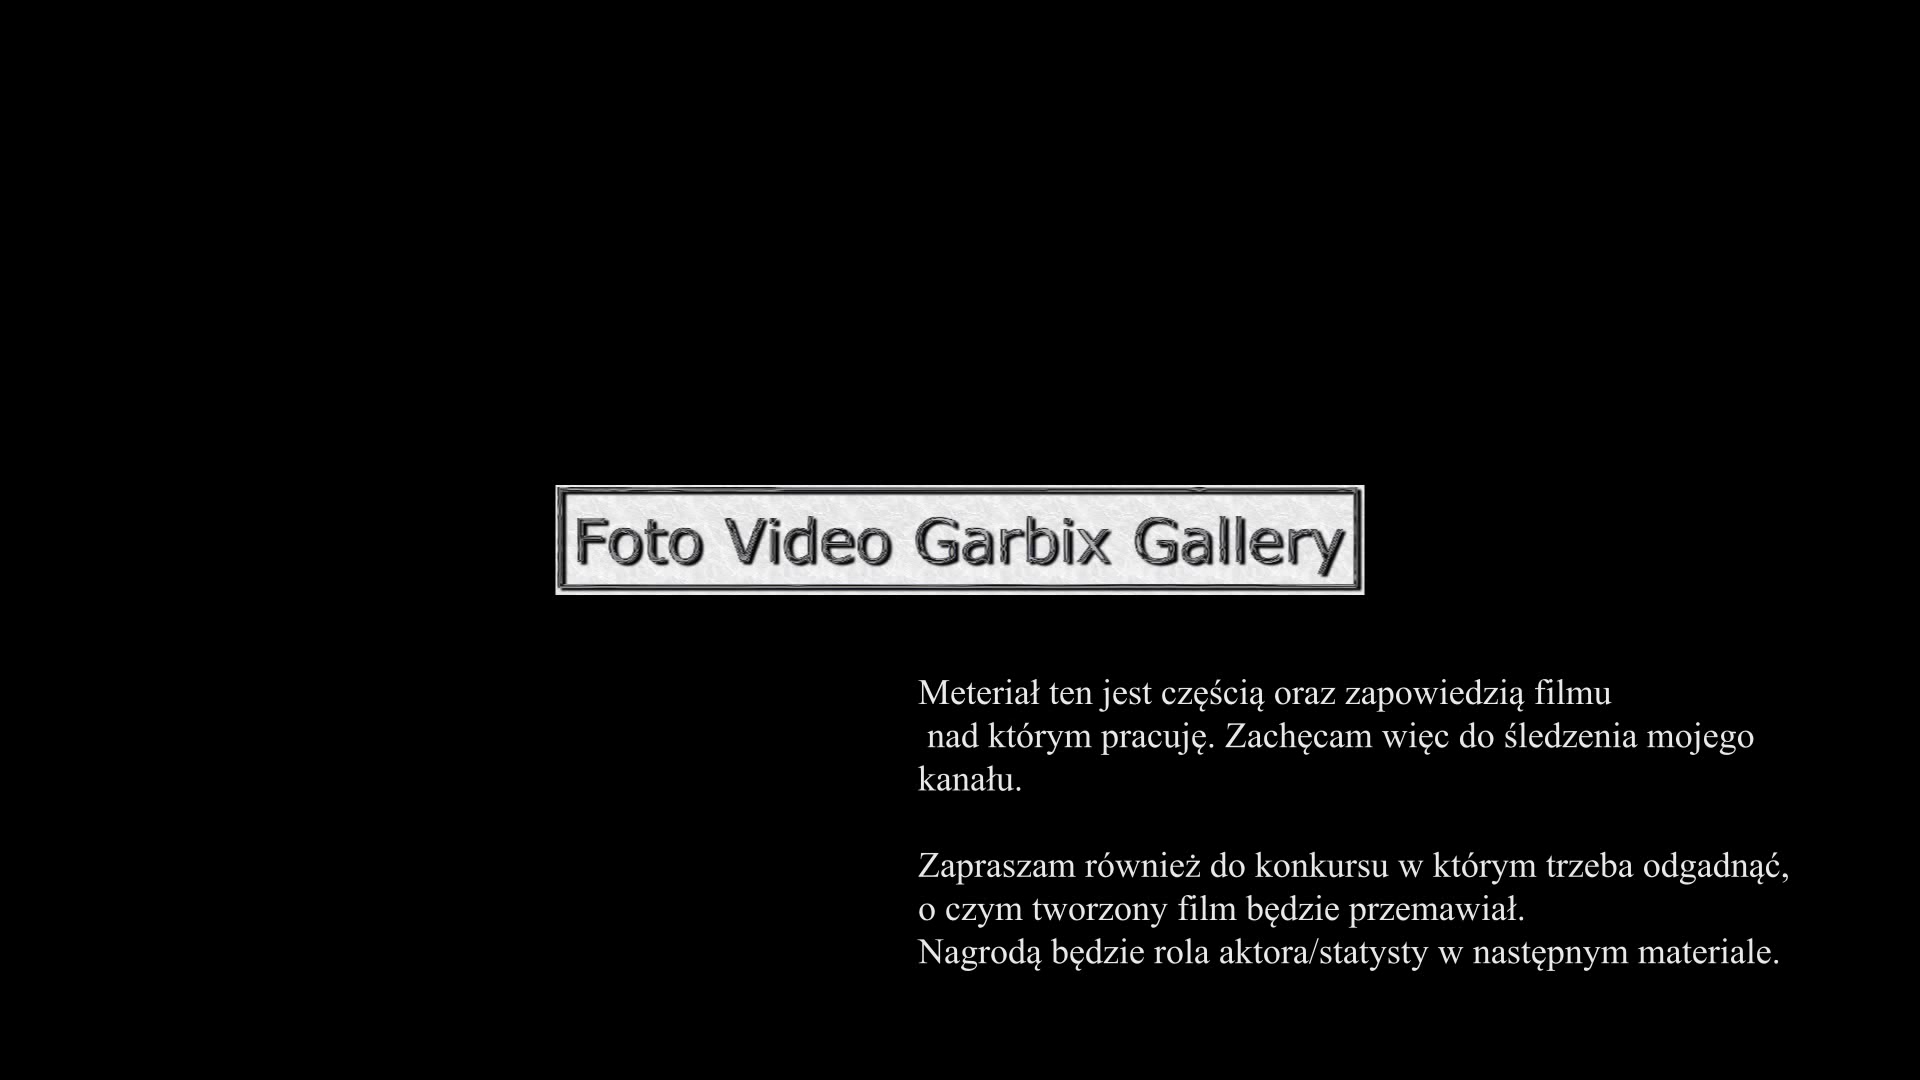 Foto Video Garbix Gallery
Meteriał ten jest częścią oraz zapowiedzią filmu
nad którym pracuję. Zachęcam więc do śledzenia mojego
kanału.
Zapraszam również do konkursu w którym trzeba odgadnąć,
o czym tworzony film będzie przemawiał.
Nagrodą będzie rola aktora/statysty w następnym materiale.